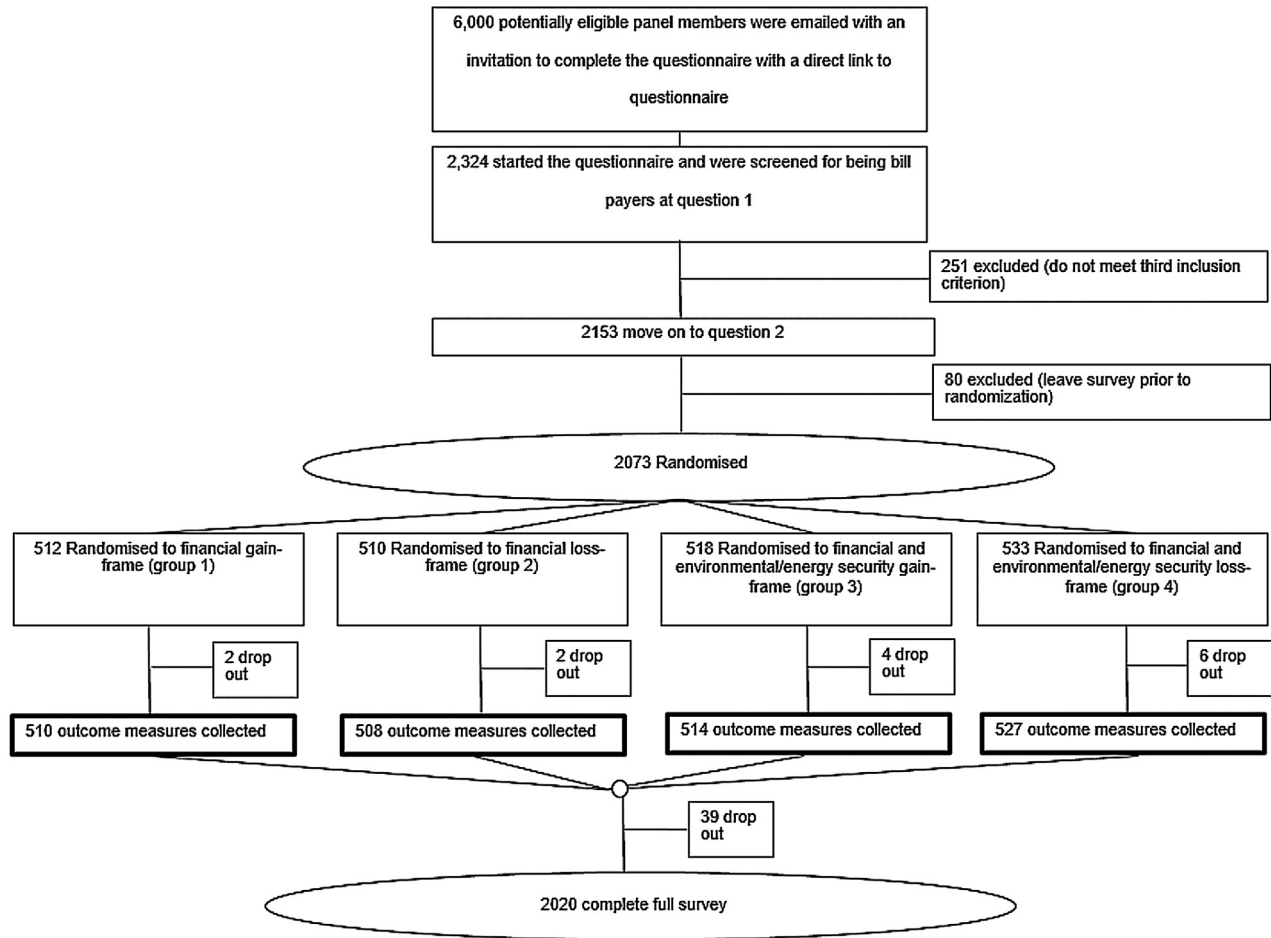 6,000 potentially eligible panel members were emailed with an
invitation to complete the questionnaire with a direct link to
questionnaire
2,324 started the questionnaire and were screened for being bill
payers at question 1
251 excluded (do not meet third inclusion
criterion)
2153 move on to question 2
80 excluded (leave survey prior to
randomization)
2073 Randomised
512 Randomised to financial gain-
frame (group 1)
510 Randomised to financial loss-
frame (group 2)
518 Randomised to financial and
environmental/energy security gain-
frame (group 3)
533 Randomised to financial and
environmental/energy security loss-
frame (group 4)
2 drop
out
2 drop
out
4 drop
out
6 drop
out
510 outcome measures collected
508 outcome measures collected
514 outcome measures collected
527 outcome measures collected
39 drop
out
2020 complete full survey